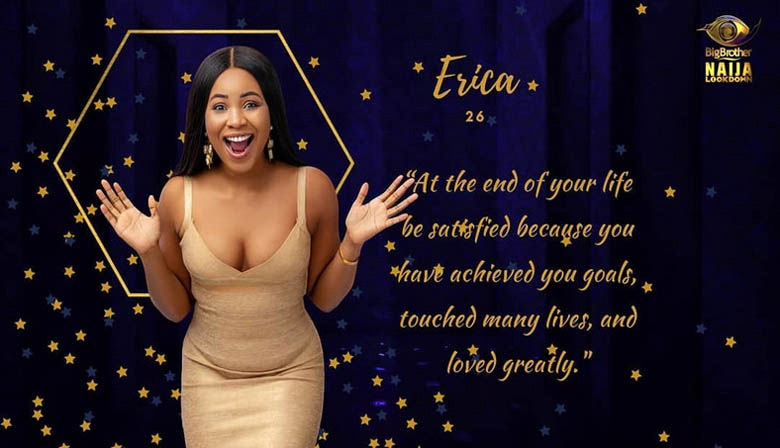 Erica
26
BigBrother
NAIJA
LOCKDOWN
“At the end of your life
be satisfied because you
have achieved you goals,
touched many lives, and
loved greatly.”